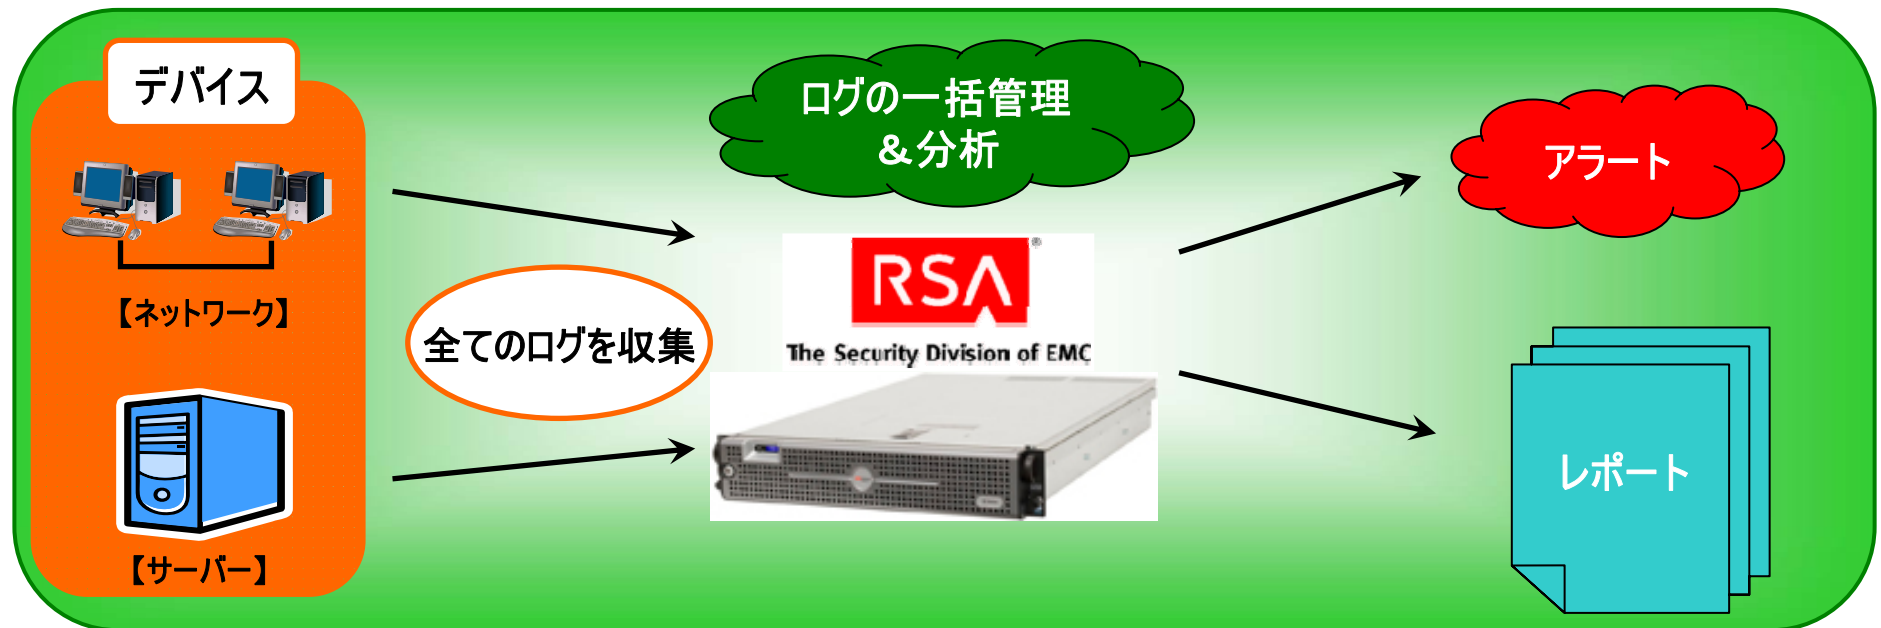 デバイス
【ネットワーク】
【サーバー】
全てのログを収集
ログの一括管理
＆分析
RSA®
The Security Division of EMC
アラート
レポート